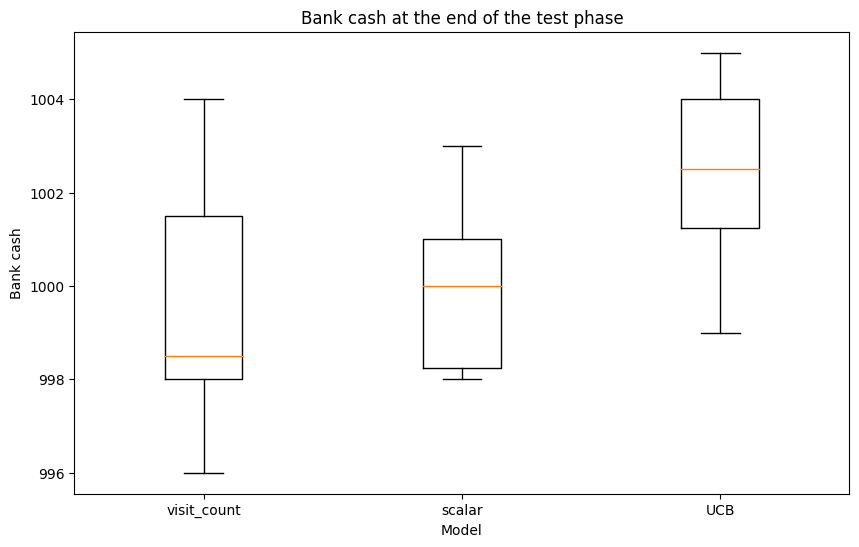 Bank cash at the end of the test phase
Bank cash
1004
1002
1000
998
996
visit_count scalar UCB
Model